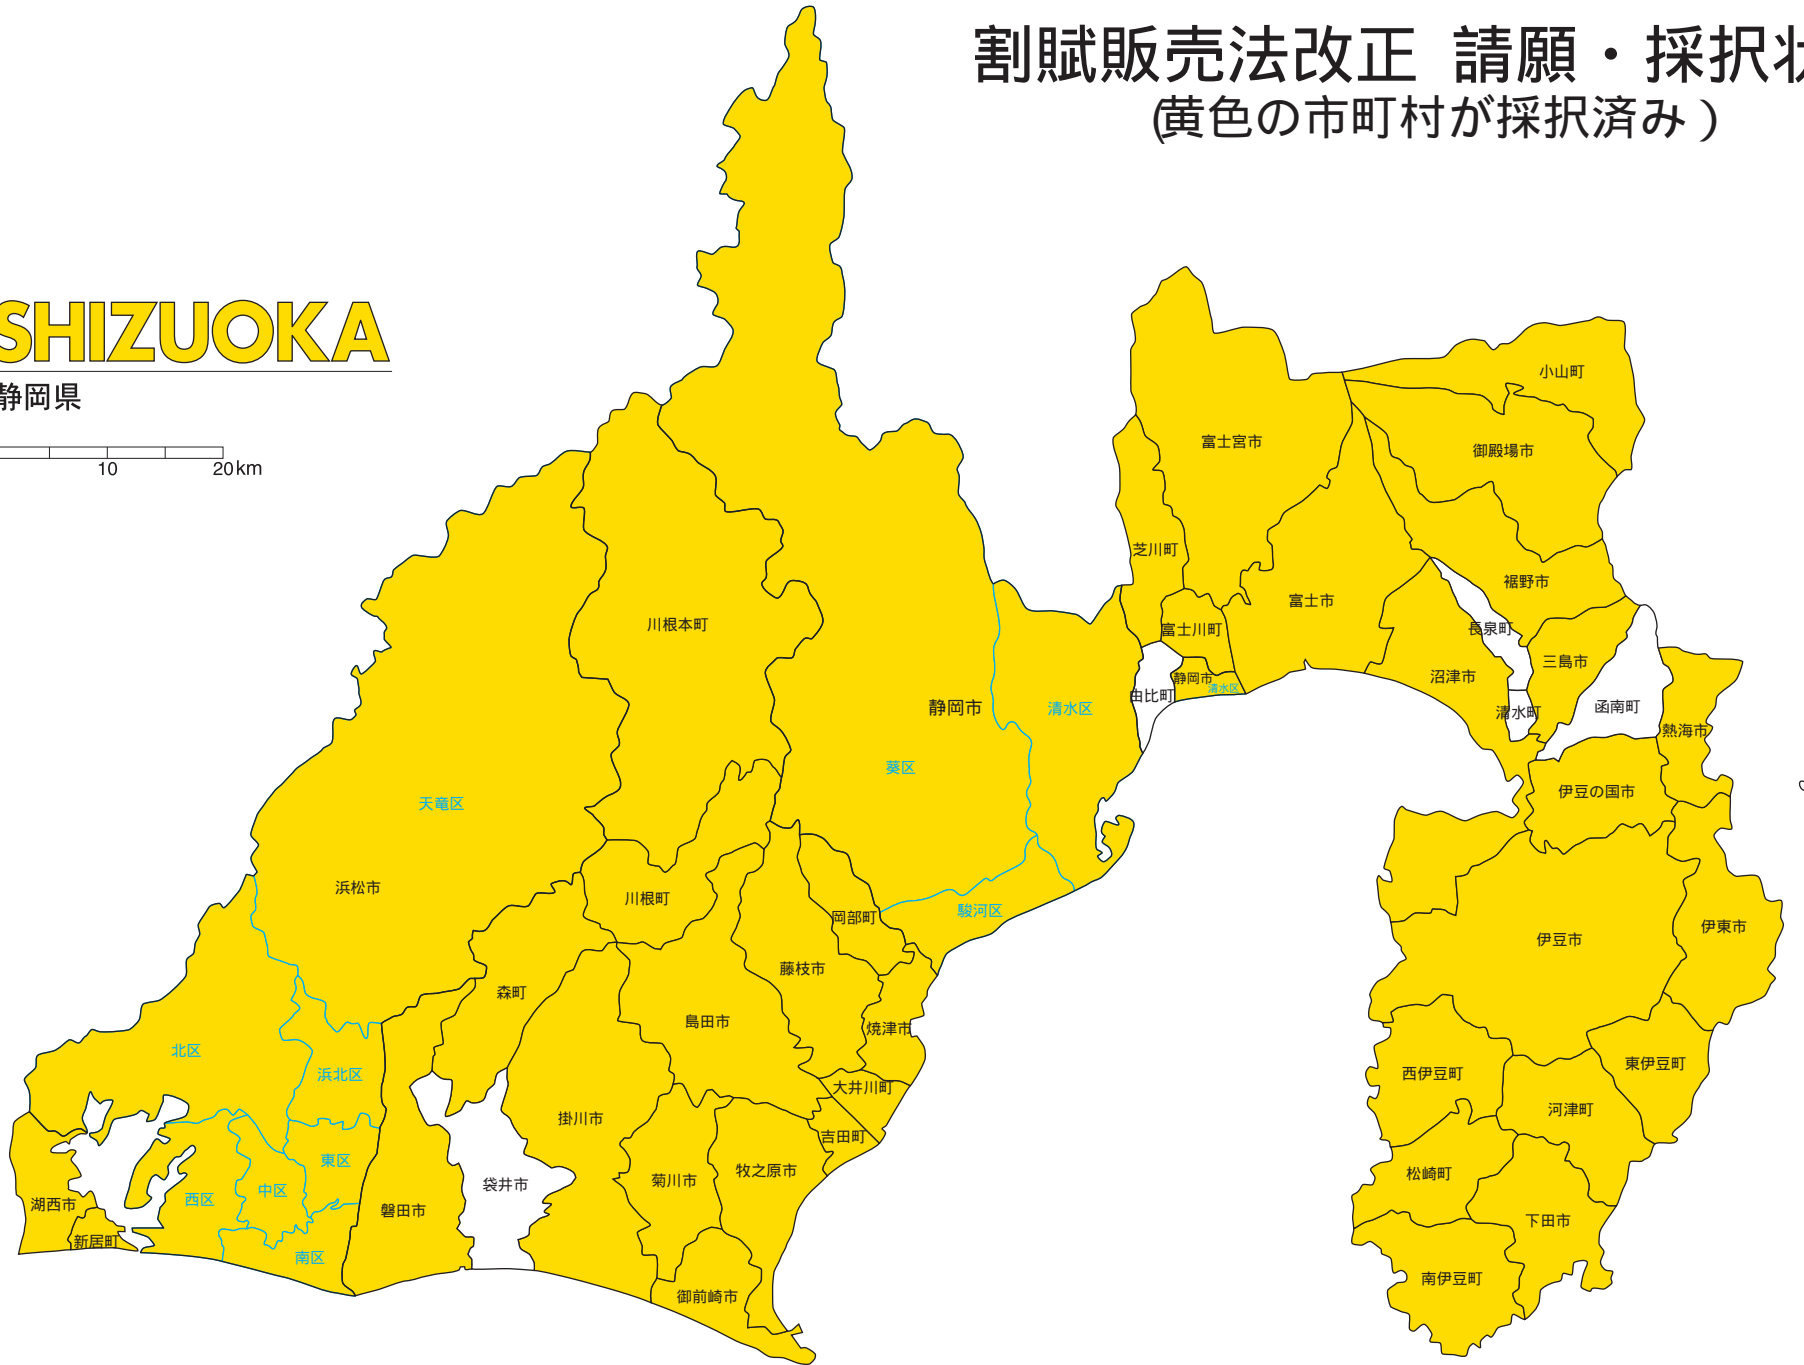 割賦販売法改正 請願・採択状
(黄色の市町村が採択済み)
SHIZUOKA
静岡県
10 20km
小山町
富士宮市
御殿場市
芝川町
裾野市
富士市
川根本町
富士川町
長泉町
三島市
静岡市
清水区
沼津市
由比町
静岡市
清水区
清水町
函南町
熱海市
葵区
伊豆の国市
天竜区
浜松市
川根町
駿河区
岡部町
伊豆市
伊東市
藤枝市
森町
島田市
焼津市
北区
浜北区
大井川町
西伊豆町
東伊豆町
掛川市
河津町
吉田町
東区
牧之原市
菊川市
松崎町
袋井市
中区
西区
湖西市
磐田市
下田市
新居町
南区
御前崎市
南伊豆町